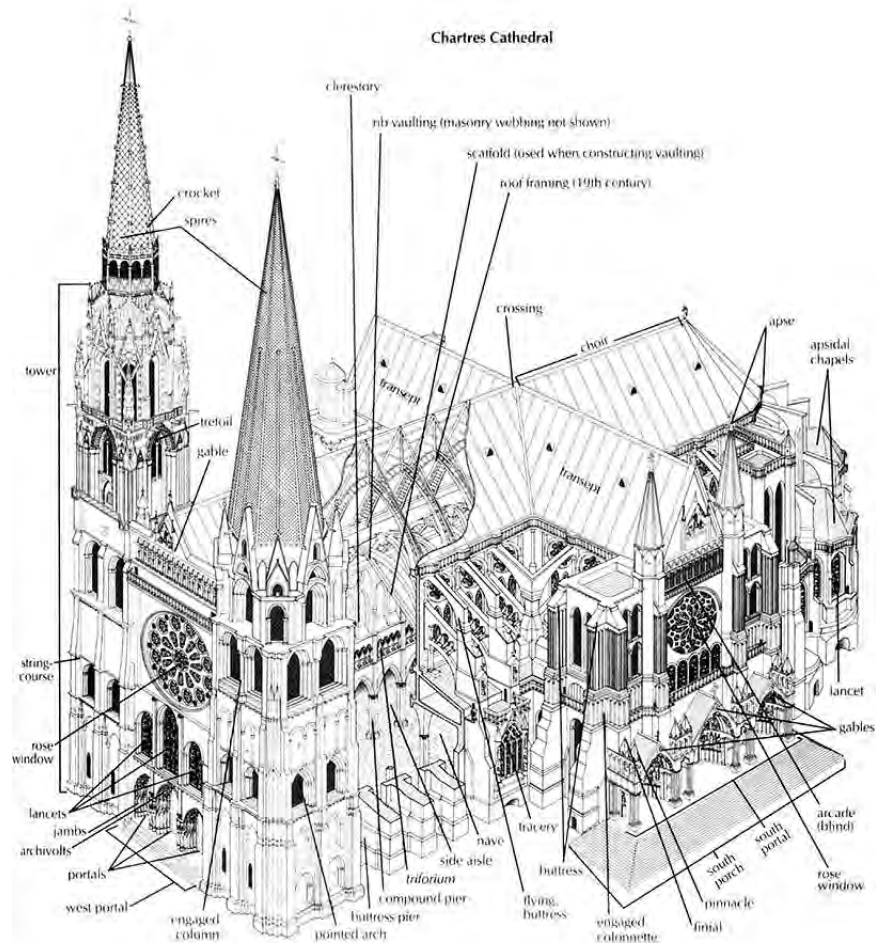 Chartres Cathedral
clerestory
rib vaulting (masonry webbing not shown)
scaffold (used when constructing vaulting)
roof framing (19th century)
crocket
spires
crossing
choir
apse
apsidal
chapels
tower
transept
trefoil
gable
transept
string-
course
lancet
rose
window
gables
lancets
jambs
archivolts
portals
west portal
engaged
column
pointed arch
buttress pier
compound pier
triforium
side aisle
nave
tracery
flying
buttress
buttress
engaged
colonnette
south
porch
south
portal
finial
pinnacle
rose
window
arcade
(blind)